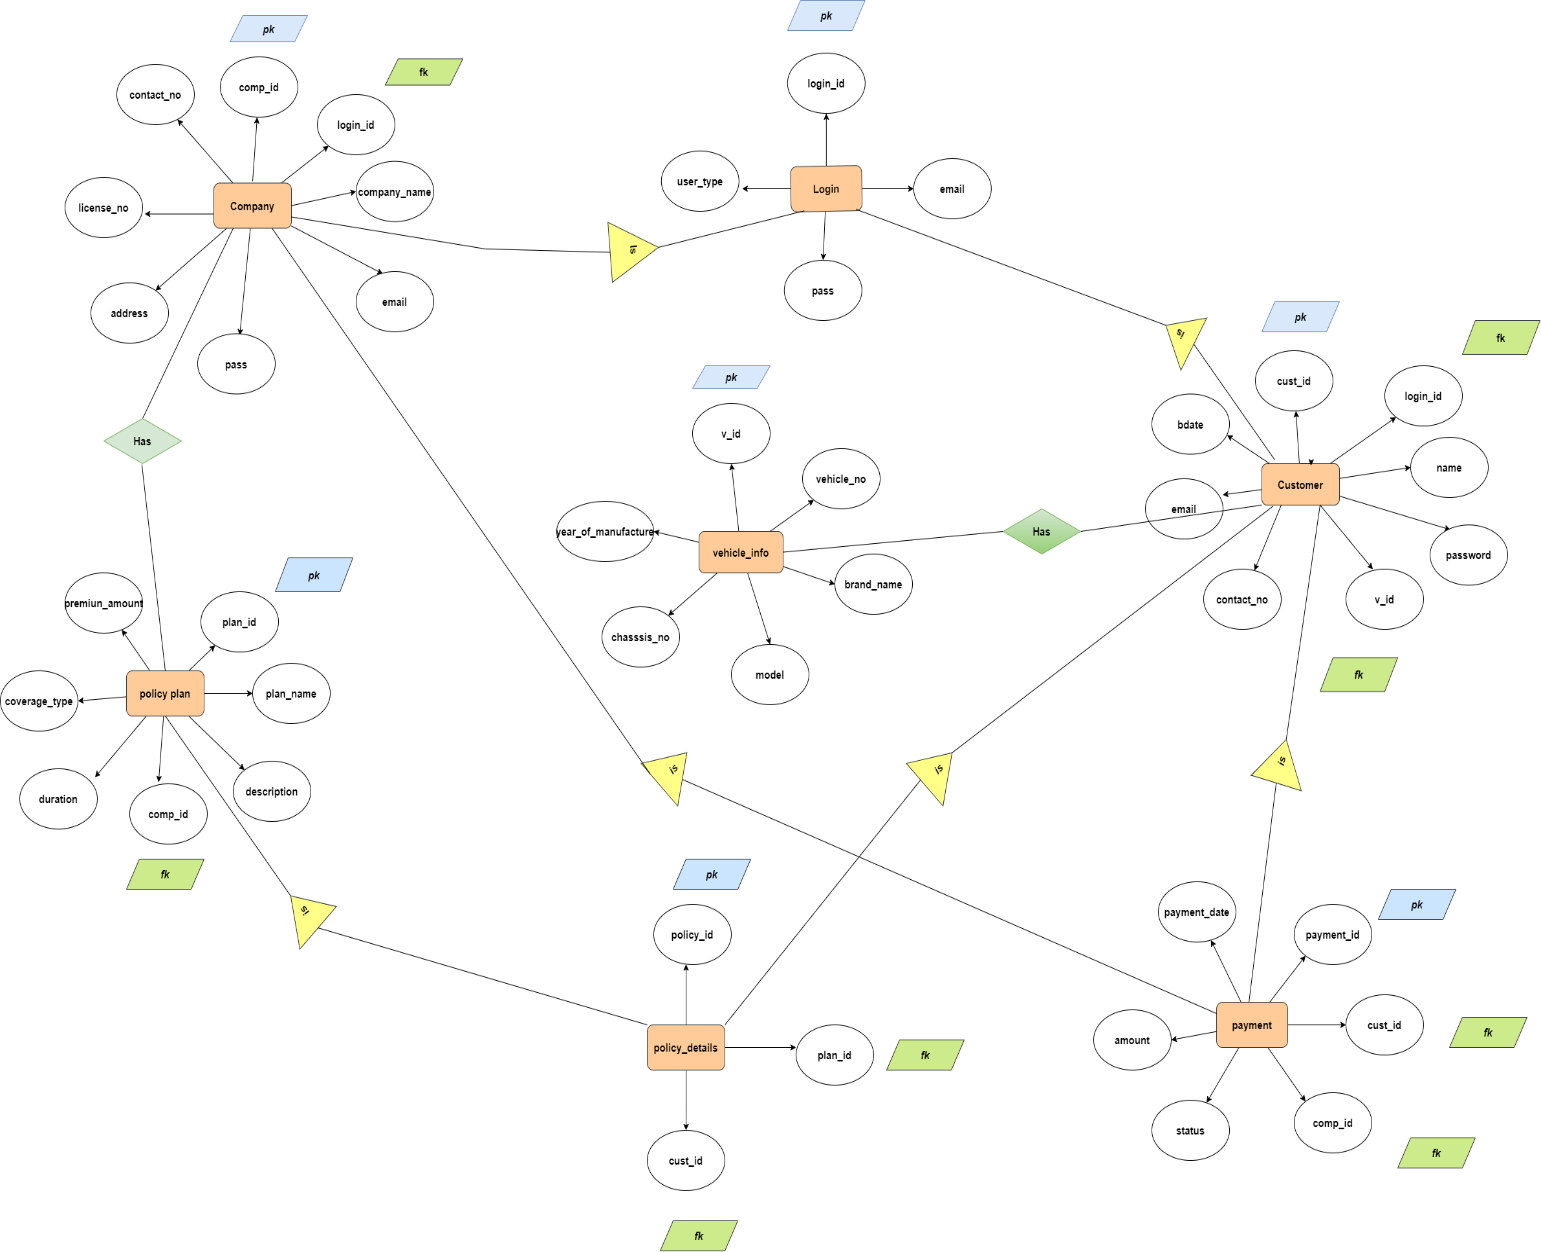 pk
pk
fk
comp_id
contact_no
login_id
login_id
company_name
user_type
email
Login
Company
license_no
Is
email
address
pass
pass
pk
fk
is
pk
cust_id
login_id
bdate
v_id
Has
name
vehicle_no
Customer
email
year_of_manufacture
Has
vehicle_info
password
brand_name
pk
premiun_amount
contact_no
v_id
plan_id
chasssis_no
model
fk
policy plan
plan_name
coverage_type
is
is
is
duration
description
comp_id
fk
pk
is
pk
payment_date
policy_id
payment_id
payment
cust_id
fk
amount
policy_details
plan_id
fk
status
comp_id
fk
cust_id
fk